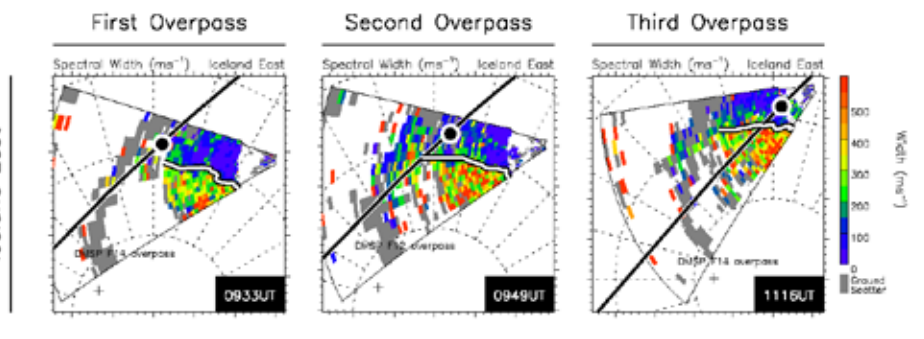 First Overpass
Second Overpass
Third Overpass
Spectral Width (ms⁻¹) Iceland East
Spectral Width (ms⁻¹) Iceland East
Spectral Width (ms⁻¹) Iceland East
DMSP F14 overpass
0933UT
DMSP F12 overpass
0949UT
DMSP F14 overpass
1116UT
500
400
300
200
100
0
Ground
Scatter
Width (ms⁻¹)